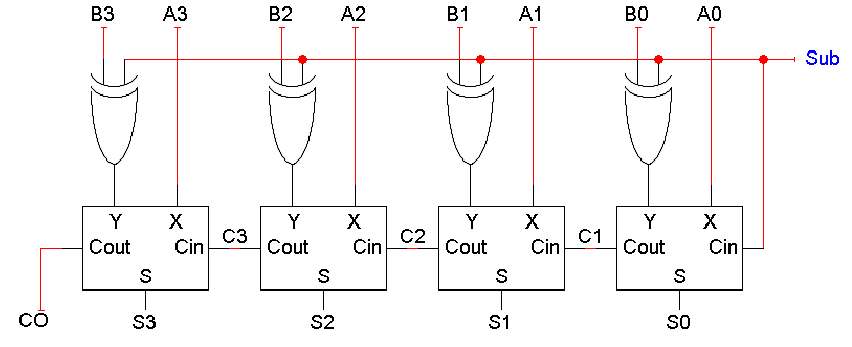 B3 A3 B2 A2 B1 A1 B0 A0
Sub
Y X Y X Y X Y X
Cout Cin C3 Cout Cin C2 Cout Cin C1 Cout Cin
S S S S
CO S3 S2 S1 S0